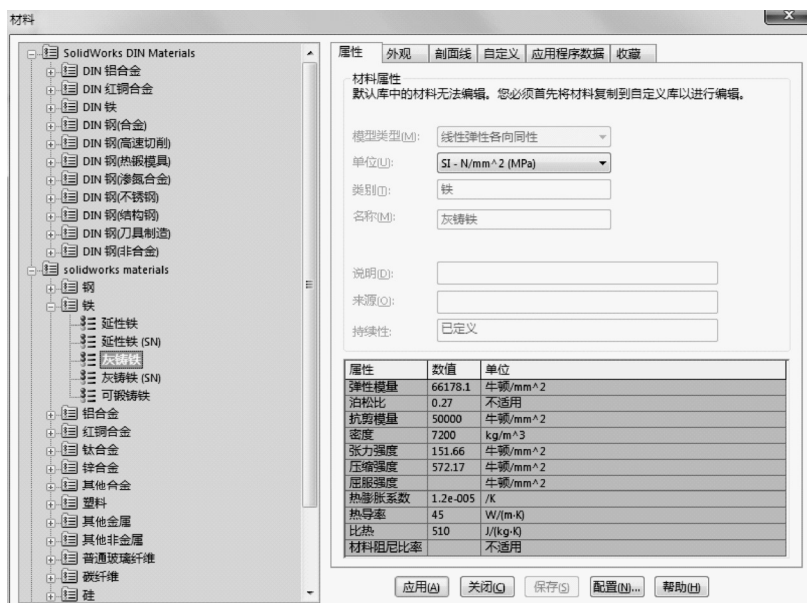 材料
SolidWorks DIN Materials
DIN 铝合金
DIN 红铜合金
DIN 铁
DIN 钢(合金)
DIN 钢(高速切削)
DIN 钢(热锻模具)
DIN 钢(渗氮合金)
DIN 钢(不锈钢)
DIN 钢(结构钢)
DIN 钢(刀具制造)
DIN 钢(非合金)
solidworks materials
钢
铁
延性铁
延性铁 (SN)
灰铸铁
灰铸铁 (SN)
可锻铸铁
铝合金
红铜合金
钛合金
锌合金
其他合金
塑料
其他金属
其他非金属
普通玻璃纤维
碳纤维
硅
属性 外观 剖面线 自定义 应用程序数据 收藏
材料属性
默认库中的材料无法编辑。您必须首先将材料复制到自定义库以进行编辑。
模型类型(M): 线性弹性各向同性
单位(U): SI - N/mm^2 (MPa)
类别(T): 铁
名称(M): 灰铸铁
说明(D):
来源(O):
持续性: 已定义
属性 数值 单位
弹性模量 66178.1 牛顿/mm^2
泊松比 0.27 不适用
抗剪模量 50000 牛顿/mm^2
密度 7200 kg/m^3
张力强度 151.66 牛顿/mm^2
压缩强度 572.17 牛顿/mm^2
屈服强度 牛顿/mm^2
热膨胀系数 1.2e-005 /K
热导率 45 W/(m·K)
比热 510 J/(kg·K)
材料阻尼比率 不适用
应用(A) 关闭(C) 保存(S) 配置(N)... 帮助(H)